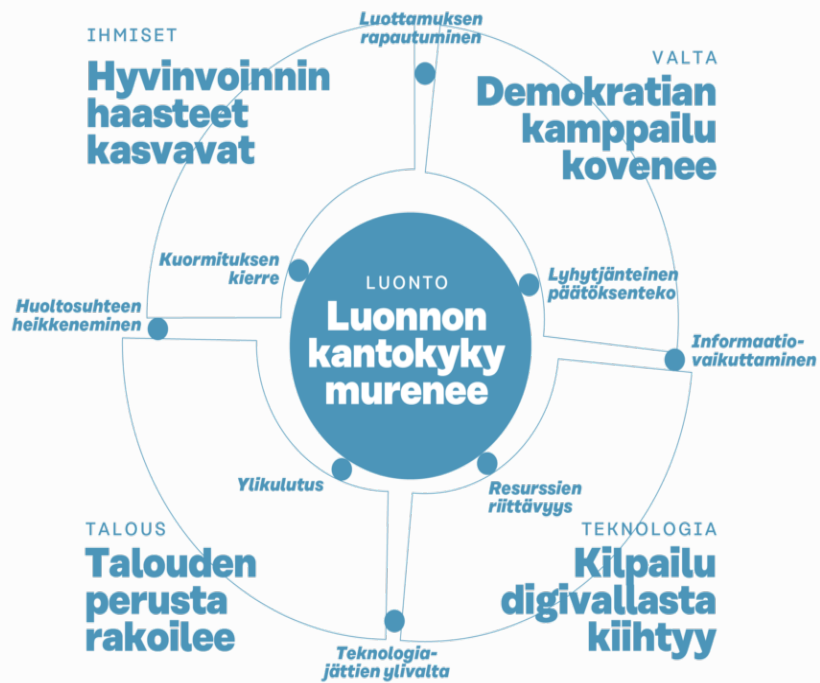 Luottamuksen
rapautuminen
IHMISET
Hyvinvoinnin
haasteet
kasvavat
VALTA
Demokratian
kamppailu
kovenee
Kuormituksen
kierre
Lyhytjänteinen
päätöksenteko
LUONTO
Luonnon
kantokyky
murenee
Huoltosuhteen
heikkeneminen
Informaatio-
vaikuttaminen
Ylikulutus
Resurssien
riittävyys
TALOUS
Talouden
perusta
rakoilee
TEKNOLOGIA
Kilpailu
digivallasta
kiihtyy
Teknologia-
jättien ylivalta